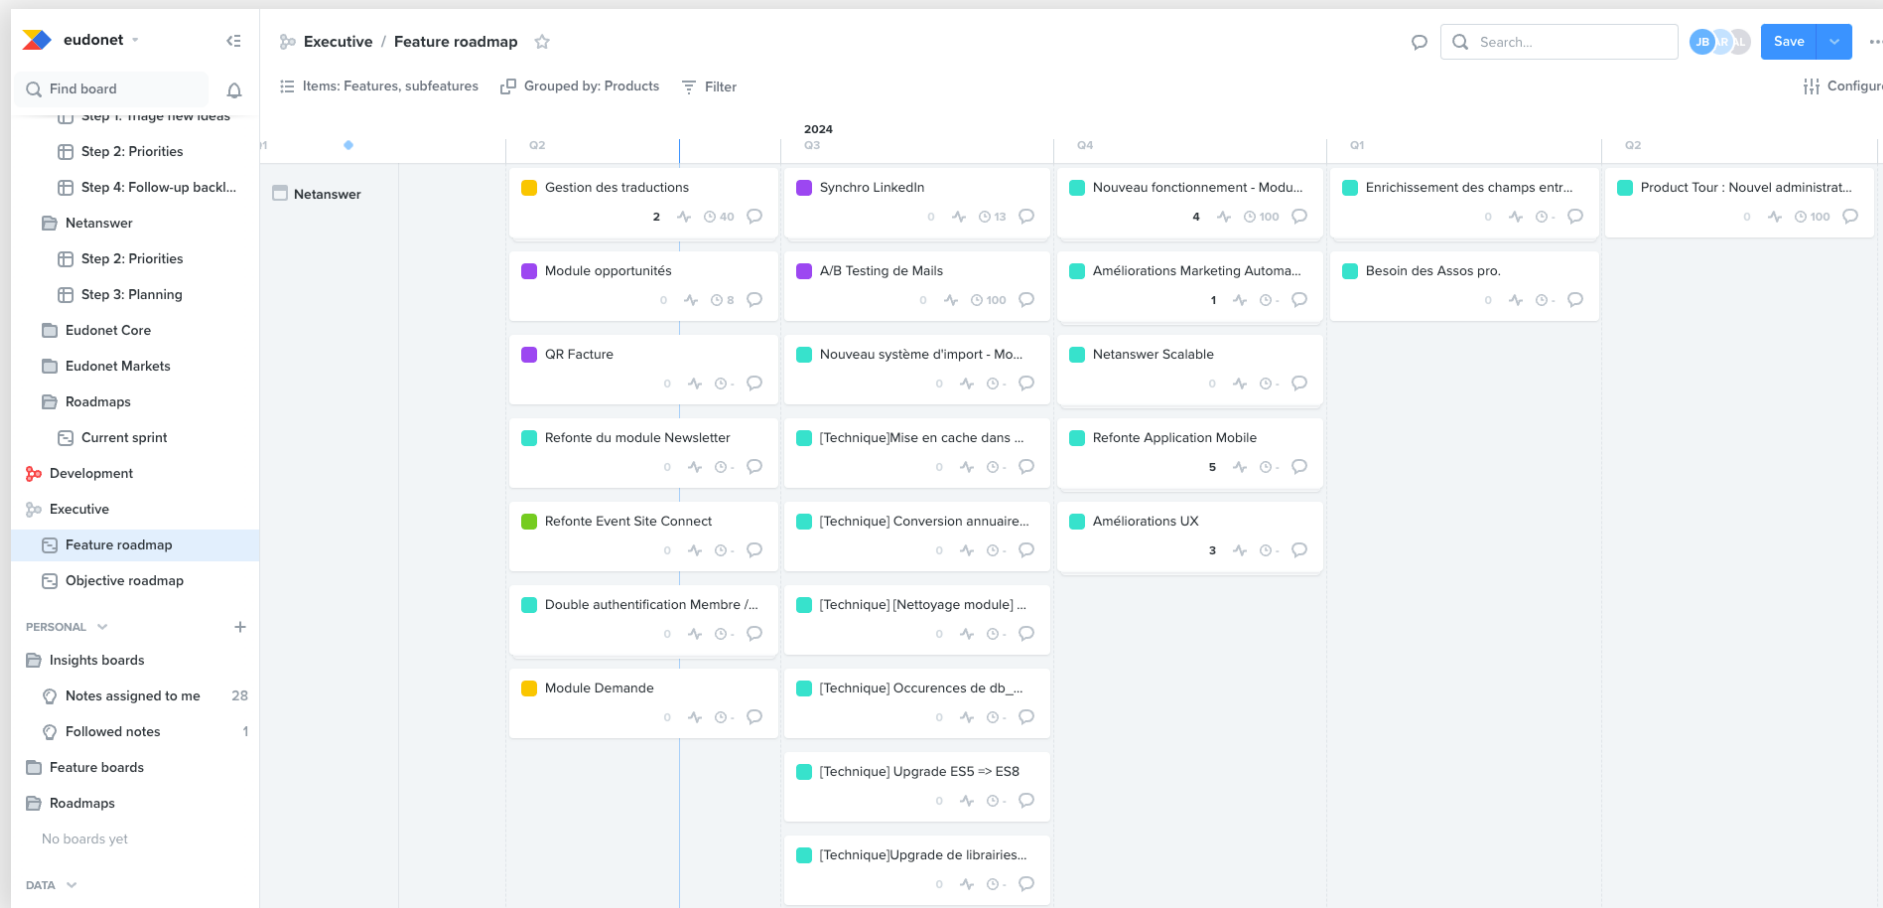 eudonet
Find board
Step 1: Triage new ideas
Step 2: Priorities
Step 4: Follow-up backl...
Netanswer
Step 2: Priorities
Step 3: Planning
Eudonet Core
Eudonet Markets
Roadmaps
Current sprint
Development
Executive
Feature roadmap
Objective roadmap
PERSONAL
Insights boards
Notes assigned to me 28
Followed notes 1
Feature boards
Roadmaps
No boards yet
DATA
Executive / Feature roadmap
Search...
JB AR AL
Save
Items: Features, subfeatures
Grouped by: Products
Filter
Configure
2024
Q1 Q2 Q3 Q4 Q1 Q2
Netanswer
Gestion des traductions
2 40
Module opportunités
0 8
QR Facture
0 -
Refonte du module Newsletter
0 -
Refonte Event Site Connect
0 -
Double authentification Membre /...
0 -
Module Demande
0 -
Synchro LinkedIn
0 13
A/B Testing de Mails
0 100
Nouveau système d'import - Mo...
0 -
[Technique]Mise en cache dans ...
0 -
[Technique] Conversion annuaire...
0 -
[Technique] [Nettoyage module] ...
0 -
[Technique] Occurences de db_...
0 -
[Technique] Upgrade ES5 => ES8
0 -
[Technique]Upgrade de librairies...
0 -
Nouveau fonctionnement - Modu...
4 100
Améliorations Marketing Automa...
1 -
Netanswer Scalable
0 -
Refonte Application Mobile
5 -
Améliorations UX
3 -
Enrichissement des champs entr...
0 -
Besoin des Assos pro.
0 -
Product Tour : Nouvel administrat...
0 100